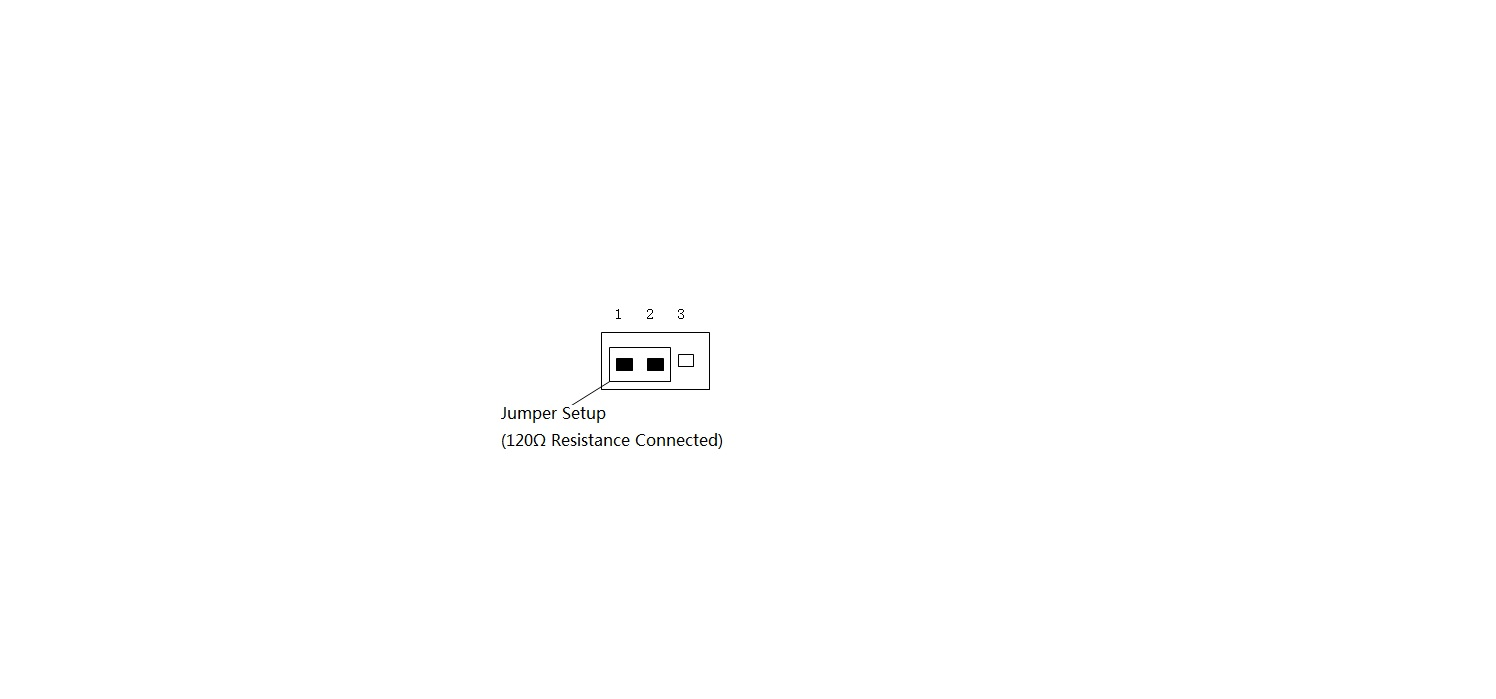 1 2 3
Jumper Setup
(120Ω Resistance Connected)